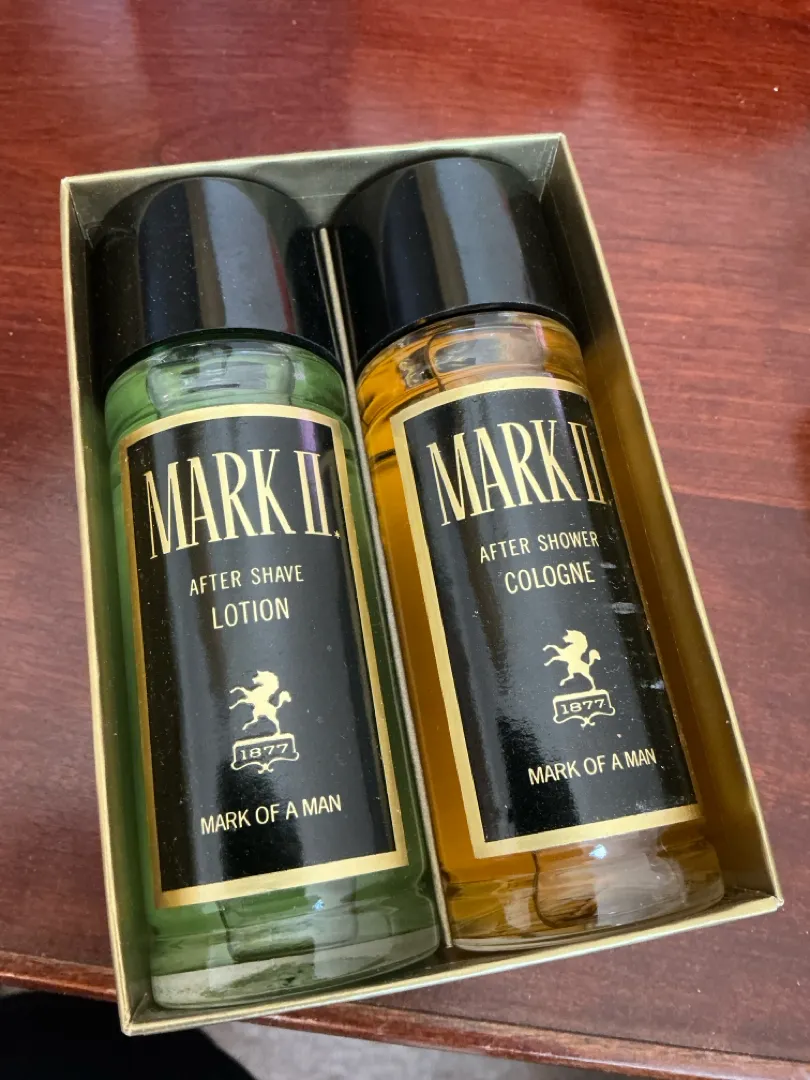 MARK II.
AFTER SHAVE
LOTION
1877
MARK OF A MAN
MARK II.
AFTER SHOWER
COLOGNE
1877
MARK OF A MAN